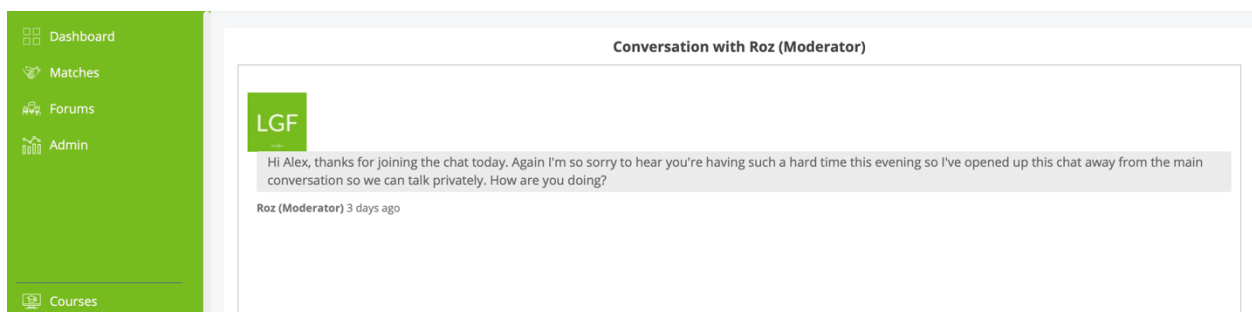 Dashboard
Matches
Forums
Admin
Courses
Conversation with Roz (Moderator)
LGF
Hi Alex, thanks for joining the chat today. Again I'm so sorry to hear you're having such a hard time this evening so I've opened up this chat away from the main
conversation so we can talk privately. How are you doing?
Roz (Moderator) 3 days ago